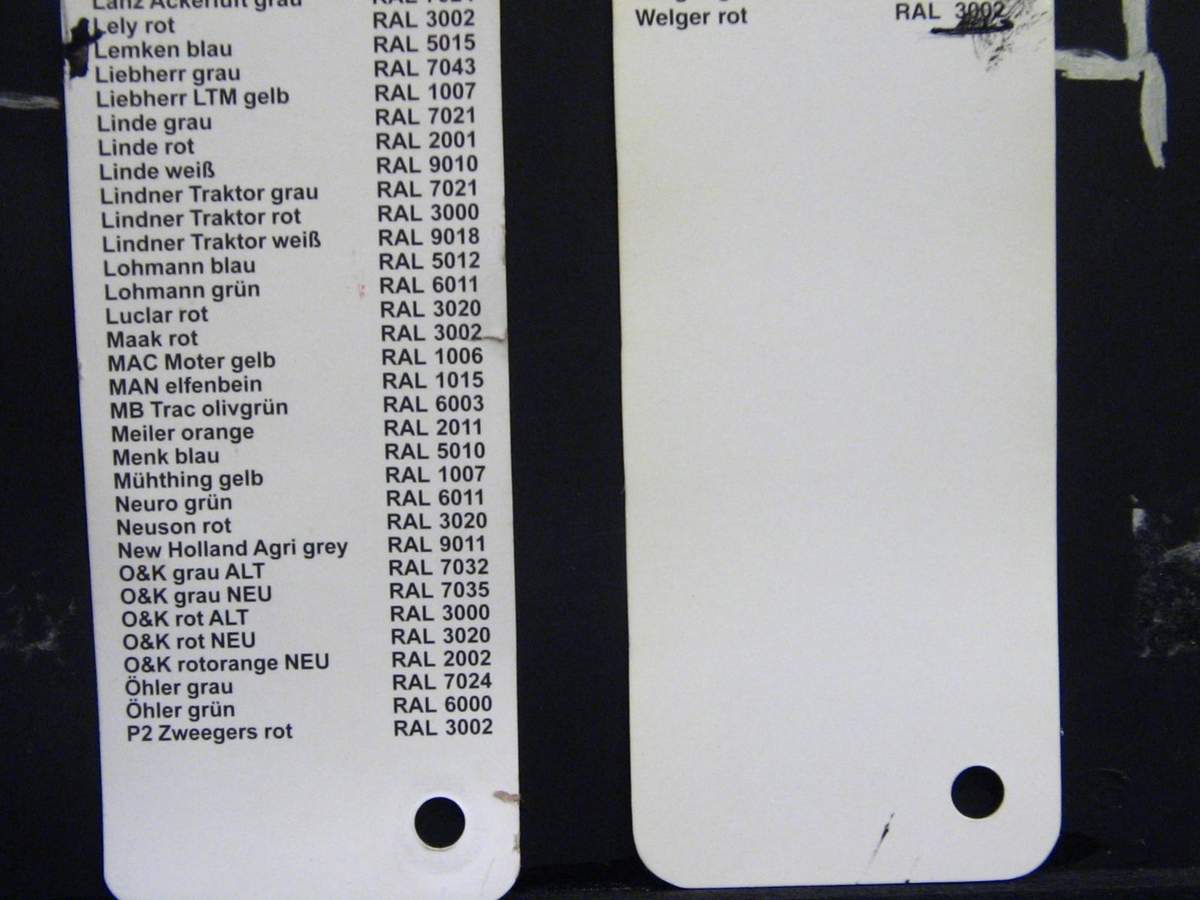 Lanz Ackerluft grau RAL 7021
Lely rot RAL 3002
Lemken blau RAL 5015
Liebherr grau RAL 7043
Liebherr LTM gelb RAL 1007
Linde grau RAL 7021
Linde rot RAL 2001
Linde weiß RAL 9010
Lindner Traktor grau RAL 7021
Lindner Traktor rot RAL 3000
Lindner Traktor weiß RAL 9018
Lohmann blau RAL 5012
Lohmann grün RAL 6011
Luclar rot RAL 3020
Maak rot RAL 3002
MAC Moter gelb RAL 1006
MAN elfenbein RAL 1015
MB Trac olivgrün RAL 6003
Meiler orange RAL 2011
Menk blau RAL 5010
Mühthing gelb RAL 1007
Neuro grün RAL 6011
Neuson rot RAL 3020
New Holland Agri grey RAL 9011
O&K grau ALT RAL 7032
O&K grau NEU RAL 7035
O&K rot ALT RAL 3000
O&K rot NEU RAL 3020
O&K rotorange NEU RAL 2002
Öhler grau RAL 7024
Öhler grün RAL 6000
P2 Zweegers rot RAL 3002
Welger rot RAL 3002